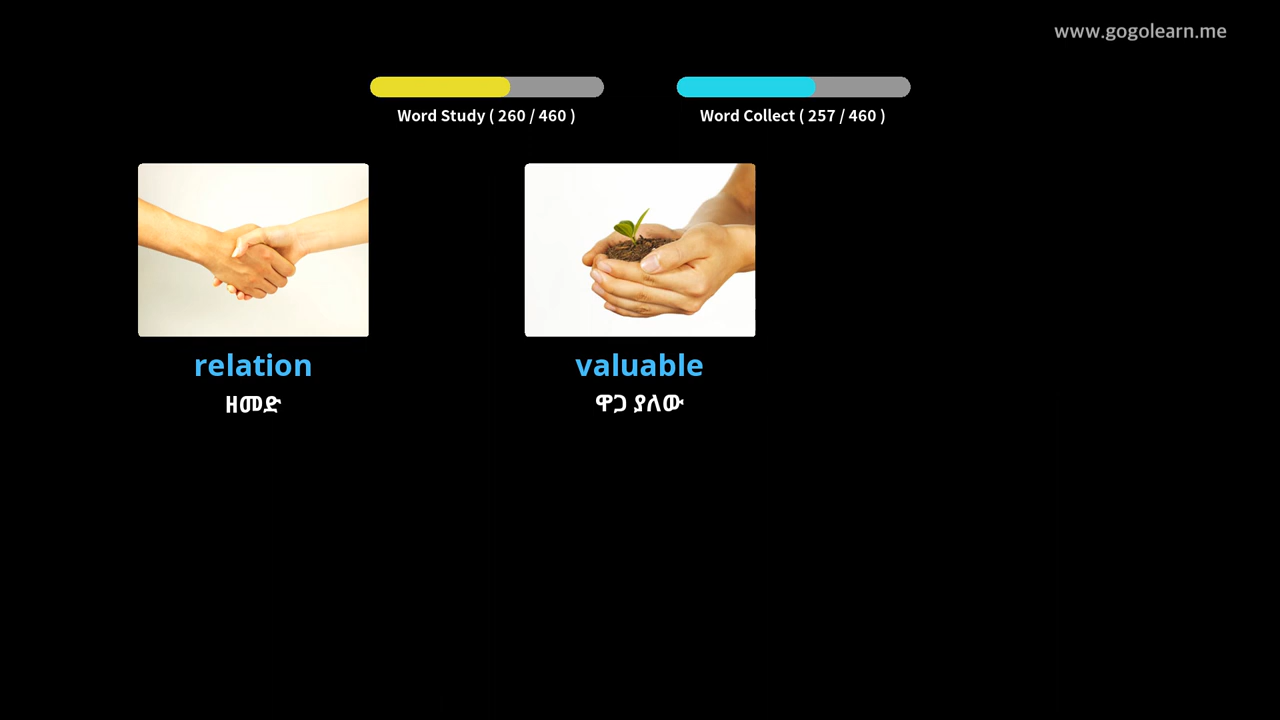 www.gogolearn.me
Word Study ( 260 / 460 )
Word Collect ( 257 / 460 )
relation
ዘመድ
valuable
ዋጋ ያለው